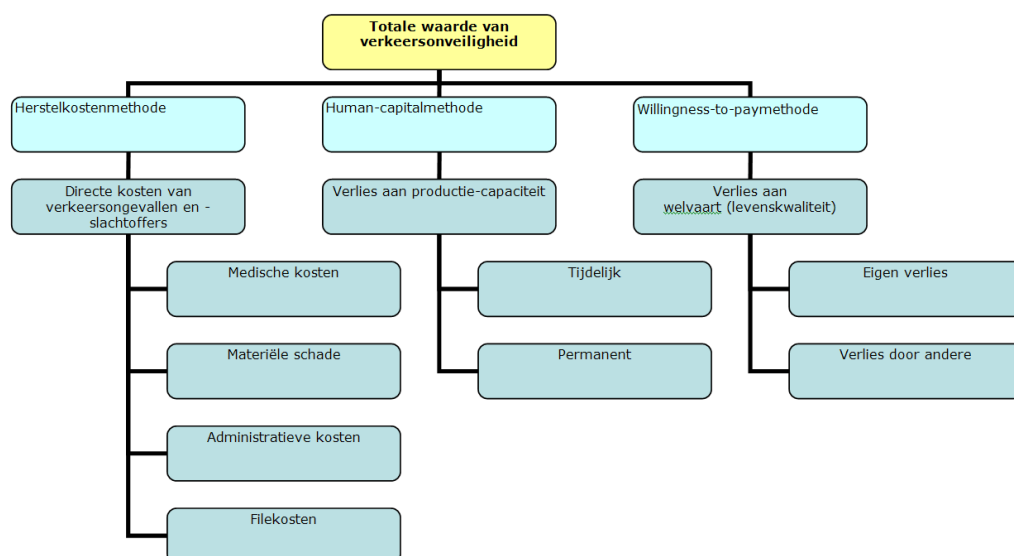 Totale waarde van
verkeersonveiligheid
Herstelkostenmethode
Human-capitalmethode
Willingness-to-paymethode
Directe kosten van
verkeersongevallen en -
slachtoffers
Verlies aan productie-capaciteit
Verlies aan
welvaart (levenskwaliteit)
Medische kosten
Tijdelijk
Eigen verlies
Materiële schade
Permanent
Verlies door andere
Administratieve kosten
Filekosten